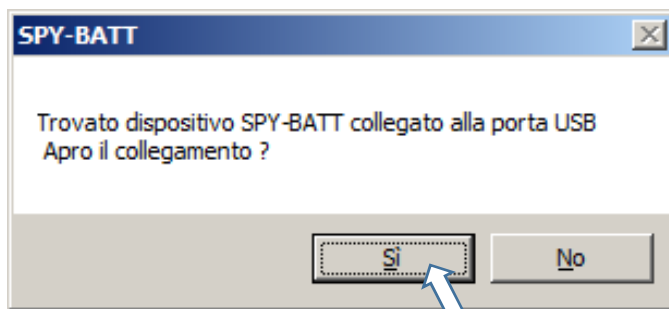 SPY-BATT
Trovato dispositivo SPY-BATT collegato alla porta USB
Apro il collegamento ?
Sì
No